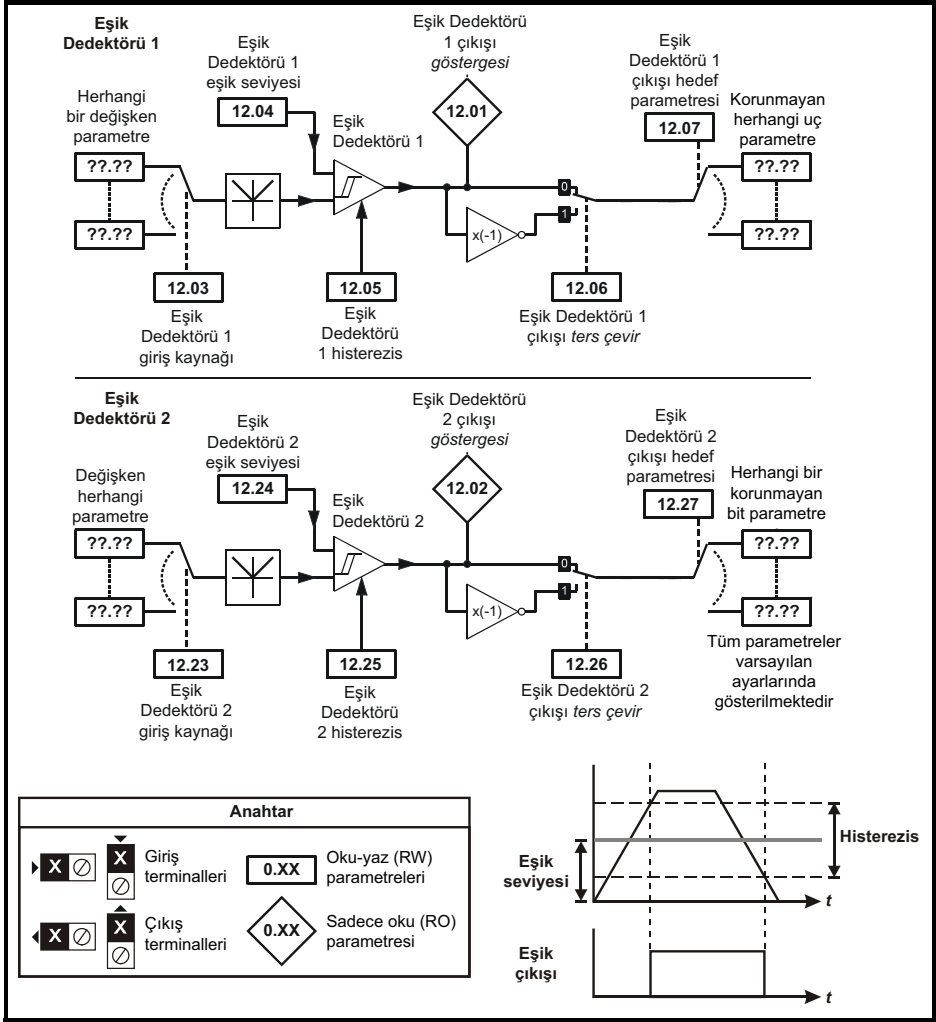 Eşik
Dedektörü 1
Eşik
Dedektörü 1
eşik seviyesi
Eşik Dedektörü
1 çıkışı
göstergesi
Eşik
Dedektörü 1
çıkışı hedef
parametresi
Herhangi
bir değişken
parametre
Korunmayan
herhangi uç
parametre
12.04
12.01
12.07
Eşik
Dedektörü 1
??.??
??.??
0
1
x(-1)
??.??
??.??
12.03
12.05
12.06
Eşik
Dedektörü 1
giriş kaynağı
Eşik
Dedektörü
1 histerezis
Eşik Dedektörü 1
çıkışı ters çevir
Eşik
Dedektörü 2
Eşik
Dedektörü 2
eşik seviyesi
Eşik Dedektörü
2 çıkışı
göstergesi
Eşik
Dedektörü 2
çıkışı hedef
parametresi
Değişken
herhangi
parametre
Herhangi bir
korunmayan
bit parametre
12.24
12.02
12.27
Eşik
Dedektörü 2
??.??
??.??
0
1
x(-1)
??.??
??.??
12.23
12.25
12.26
Eşik
Dedektörü 2
giriş kaynağı
Eşik
Dedektörü
2 histerezis
Eşik Dedektörü 2
çıkışı ters çevir
Tüm parametreler
varsayılan
ayarlarında
gösterilmektedir
Anahtar
X
X
Giriş
terminalleri
0.XX
Oku-yaz (RW)
parametreleri
X
X
Çıkış
terminalleri
0.XX
Sadece oku (RO)
parametresi
Eşik
seviyesi
Histerezis
t
Eşik
çıkışı
t